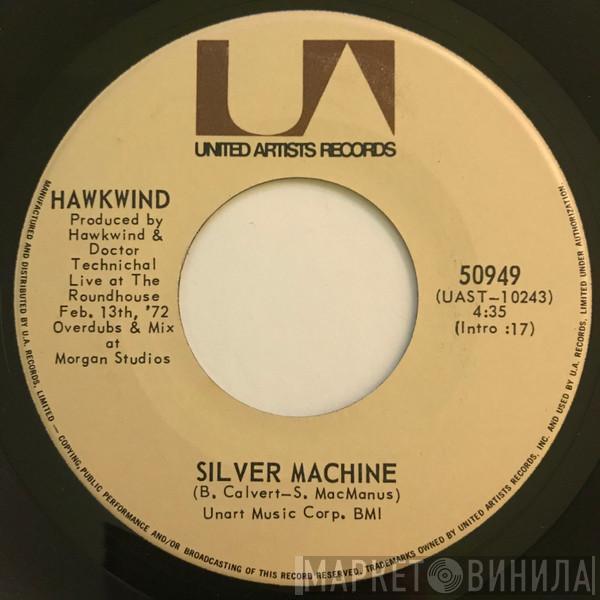 UA
UNITED ARTISTS RECORDS
HAWKWIND
Produced by
Hawkwind &
Doctor
Technichal
Live at The
Roundhouse
Feb. 13th, '72
Overdubs & Mix
at
Morgan Studios
50949
(UAST-10243)
4:35
(Intro :17)
SILVER MACHINE
(B. Calvert-S. MacManus)
Unart Music Corp. BMI
MANUFACTURED AND DISTRIBUTED BY U.A. RECORDS, LIMITED — COPYING, PUBLIC PERFORMANCE AND/OR BROADCASTING OF THIS RECORD RESERVED. TRADEMARKS OWNED BY UNITED ARTISTS RECORDS, INC. AND USED BY U.A. RECORDS, LIMITED UNDER AUTHORIZATION.
МАРКЕТ ВИНИЛА